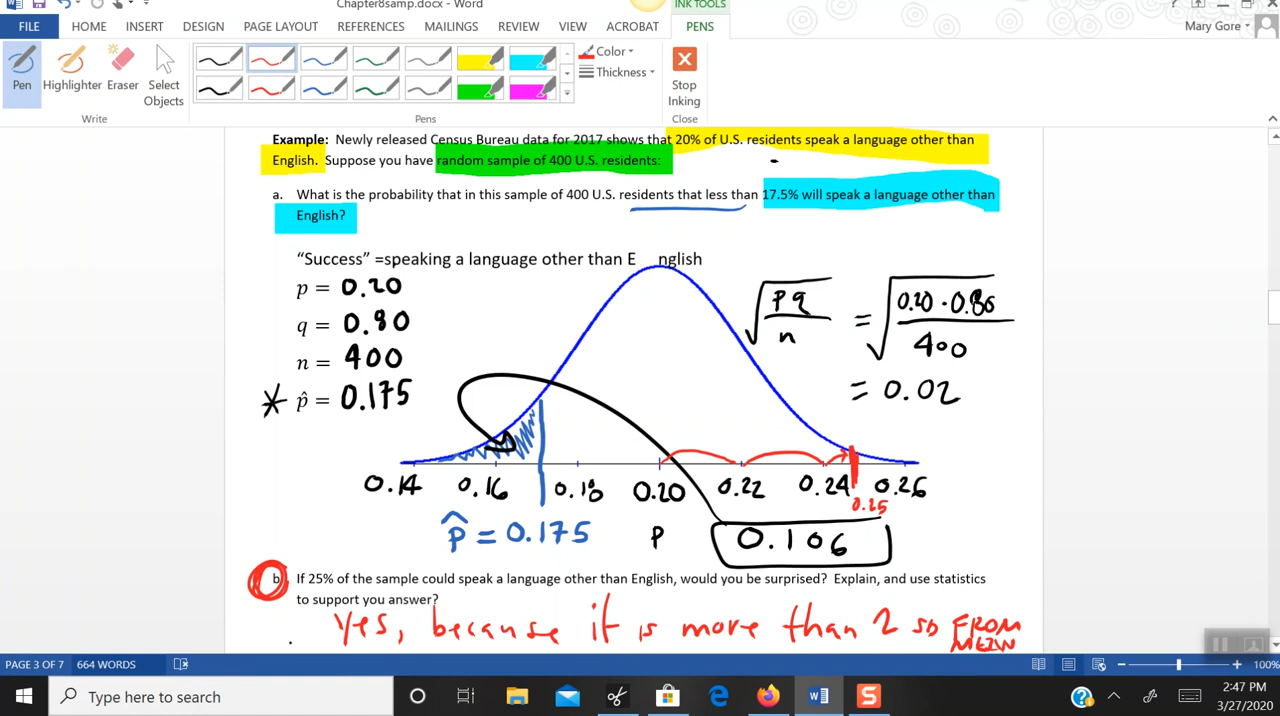 Chapter8samp.docx - Word
INK TOOLS
FILE HOME INSERT DESIGN PAGE LAYOUT REFERENCES MAILINGS REVIEW VIEW ACROBAT PENS
Mary Gore
Pen Highlighter Eraser Select Objects
Color
Thickness
Stop Inking
Write Pens Close
Example: Newly released Census Bureau data for 2017 shows that 20% of U.S. residents speak a language other than
English. Suppose you have random sample of 400 U.S. residents:
a. What is the probability that in this sample of 400 U.S. residents that less than 17.5% will speak a language other than
English?
"Success" =speaking a language other than E nglish
p = 0.20
q = 0.80
n = 400
* p̂ = 0.175
√(pq/n) = √(0.20 · 0.80/400)
= 0.02
0.14 0.16 0.18 0.20 0.22 0.24 0.26
0.25
p̂ = 0.175 p 0.106
b. If 25% of the sample could speak a language other than English, would you be surprised? Explain, and use statistics
to support you answer?
Yes, because it is more than 2 SD FROM
MEAN
PAGE 3 OF 7 664 WORDS 100%
Type here to search
2:47 PM
3/27/2020